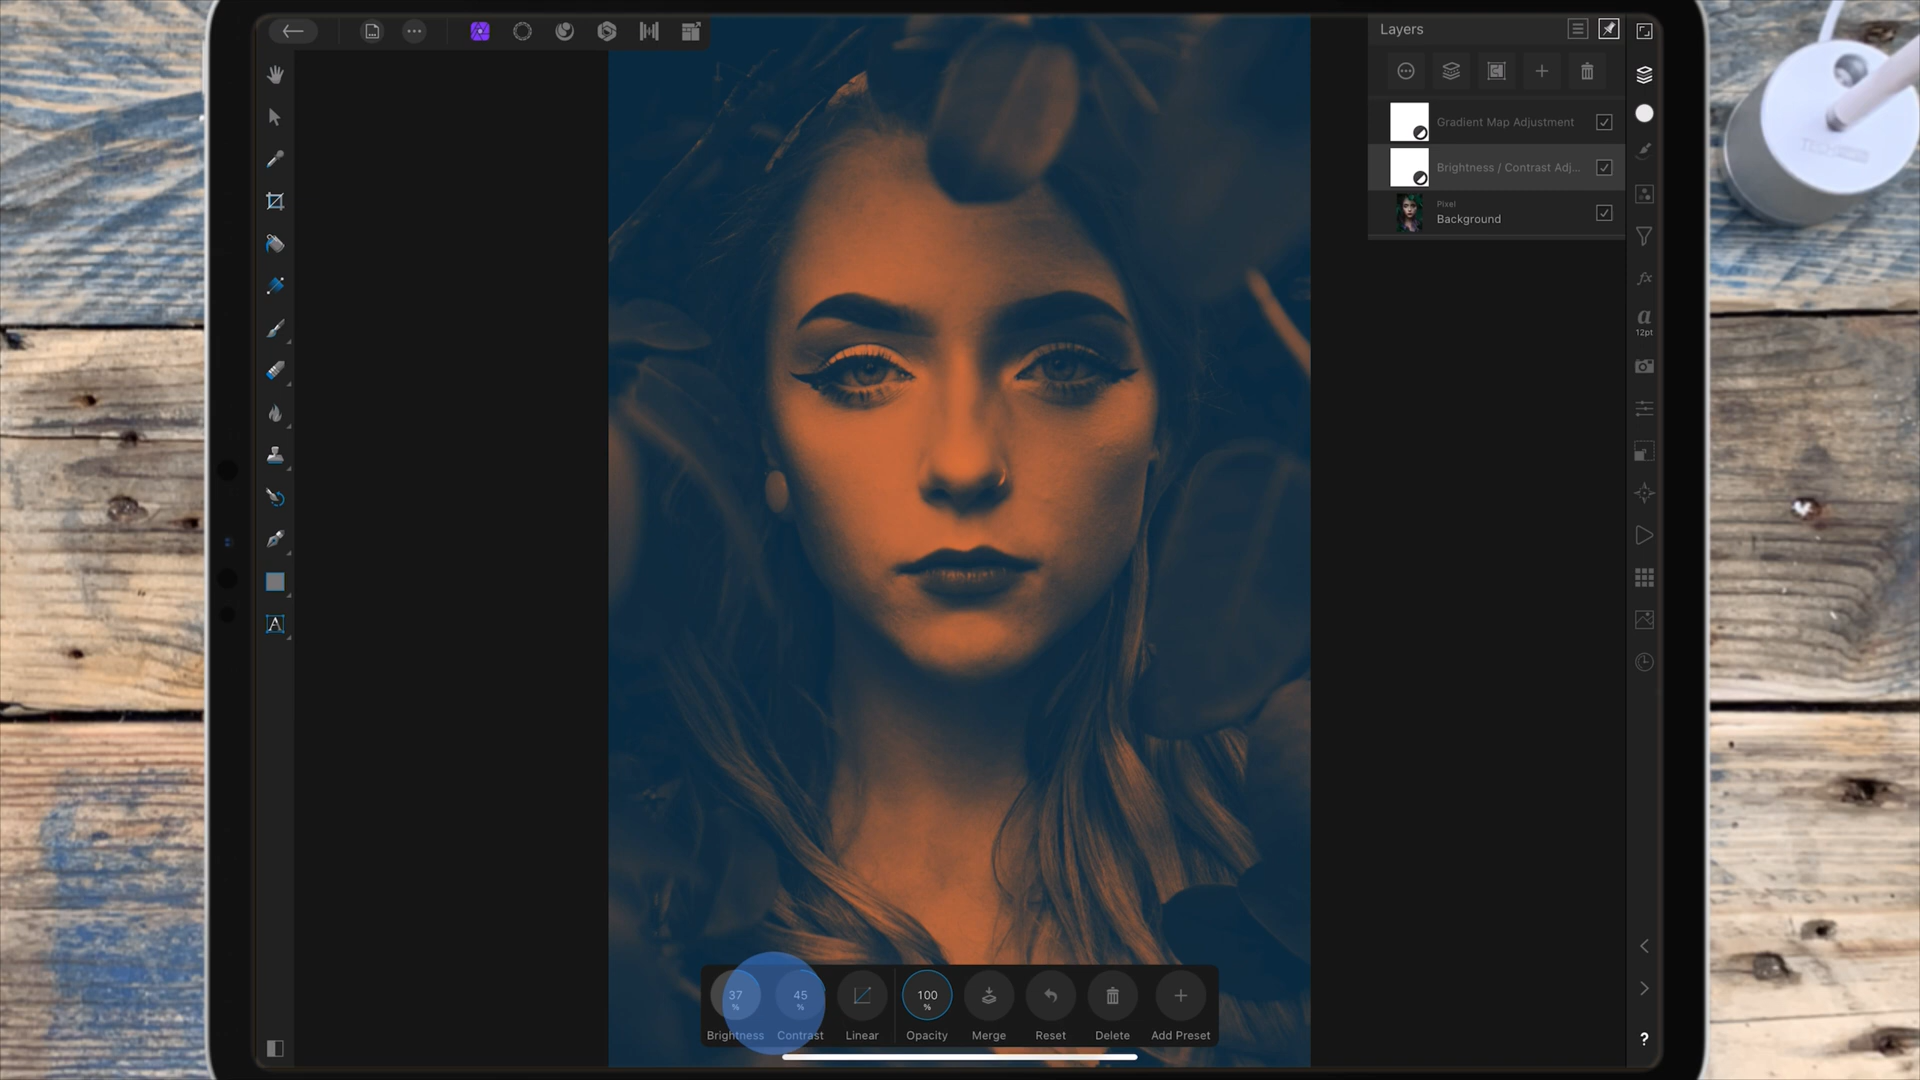 Layers
Gradient Map Adjustment
Brightness / Contrast Adj...
Pixel
Background
a
12pt
A
37
%
Brightness
45
%
Contrast
Linear
100
%
Opacity
Merge
Reset
Delete
Add Preset
?